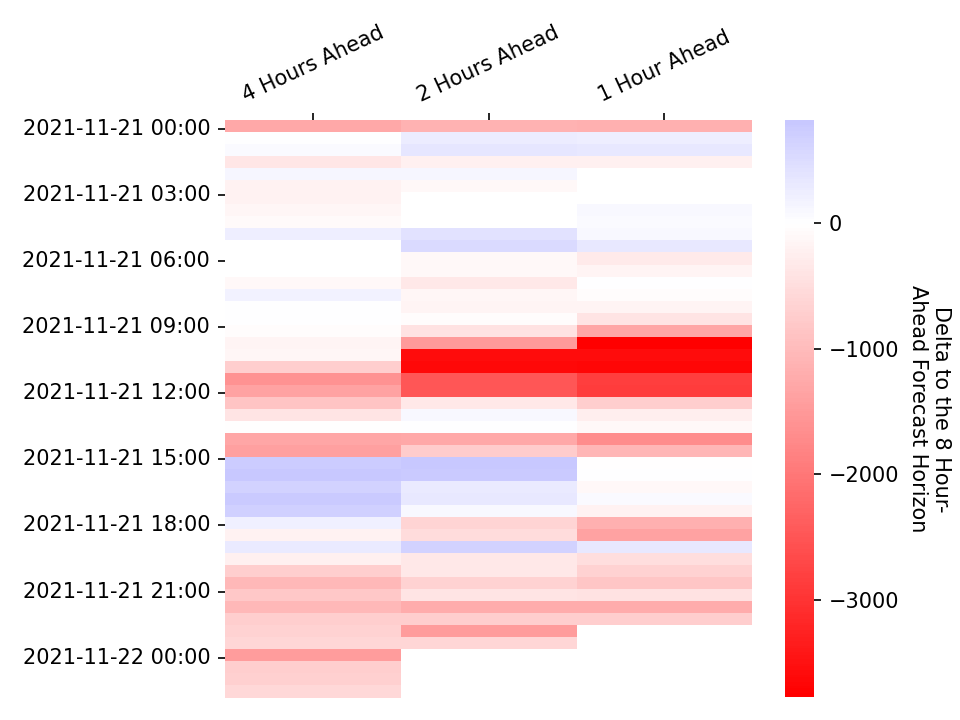 4 Hours Ahead
2 Hours Ahead
1 Hour Ahead
2021-11-21 00:00
2021-11-21 03:00
2021-11-21 06:00
2021-11-21 09:00
2021-11-21 12:00
2021-11-21 15:00
2021-11-21 18:00
2021-11-21 21:00
2021-11-22 00:00
0
−1000
−2000
−3000
Delta to the 8 Hour-
Ahead Forecast Horizon